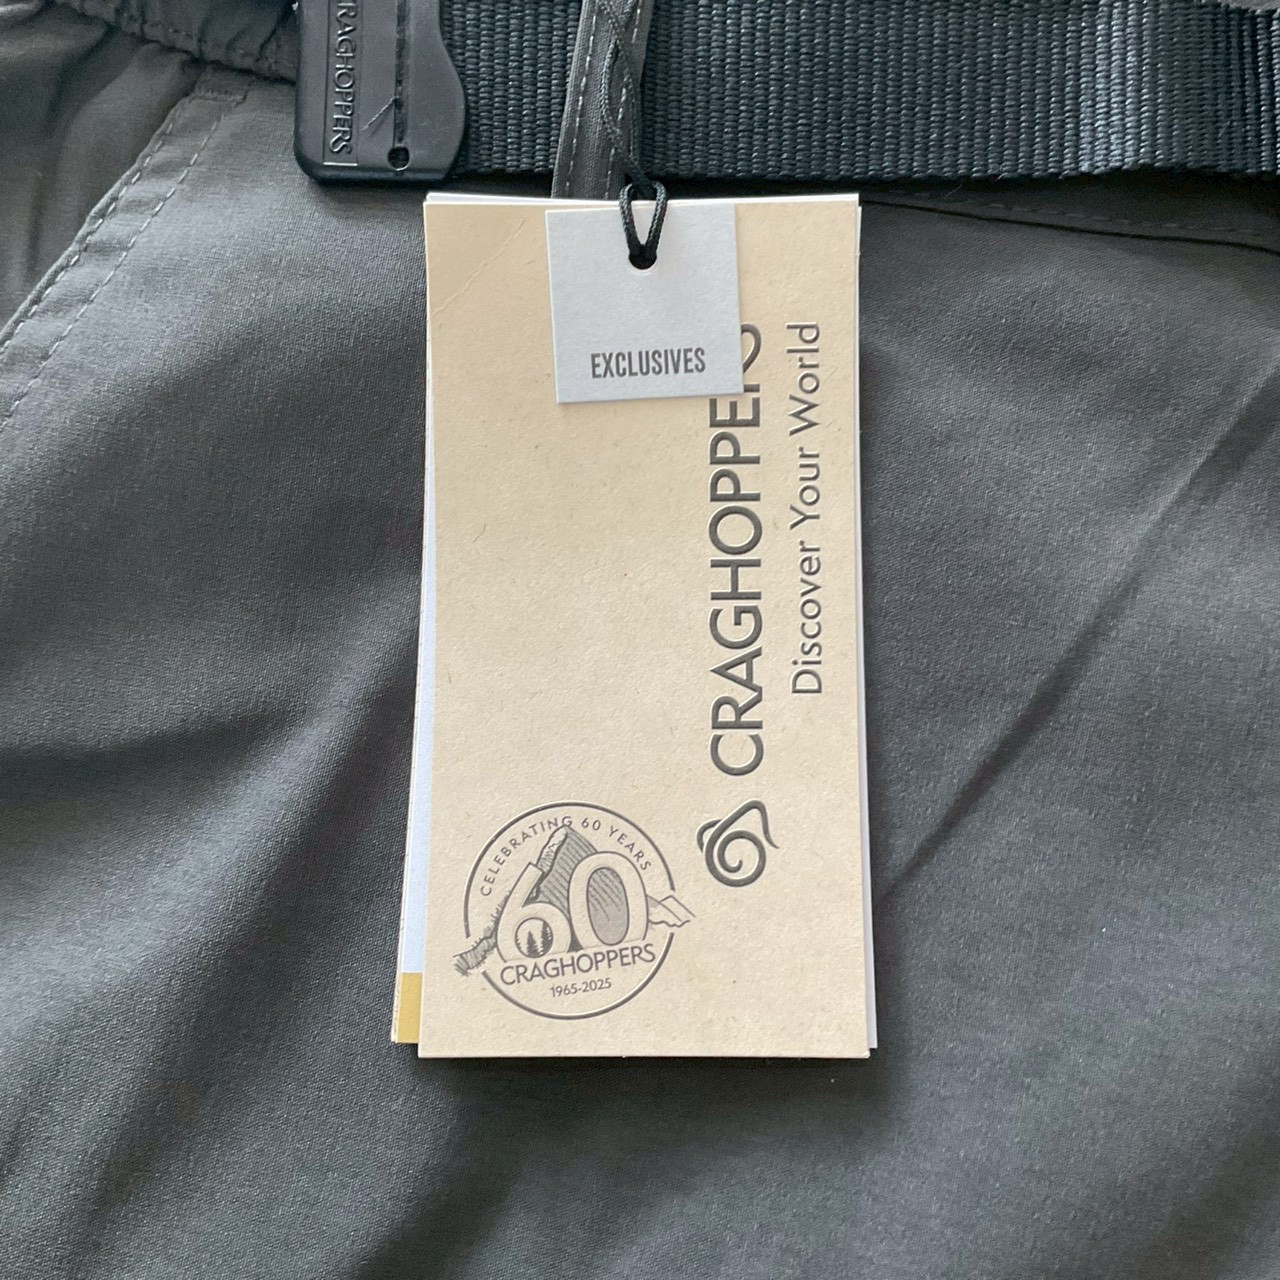 CRAGHOPPERS
EXCLUSIVES
CRAGHOPPERS
Discover Your World
CELEBRATING 60 YEARS
60
CRAGHOPPERS
1965-2025